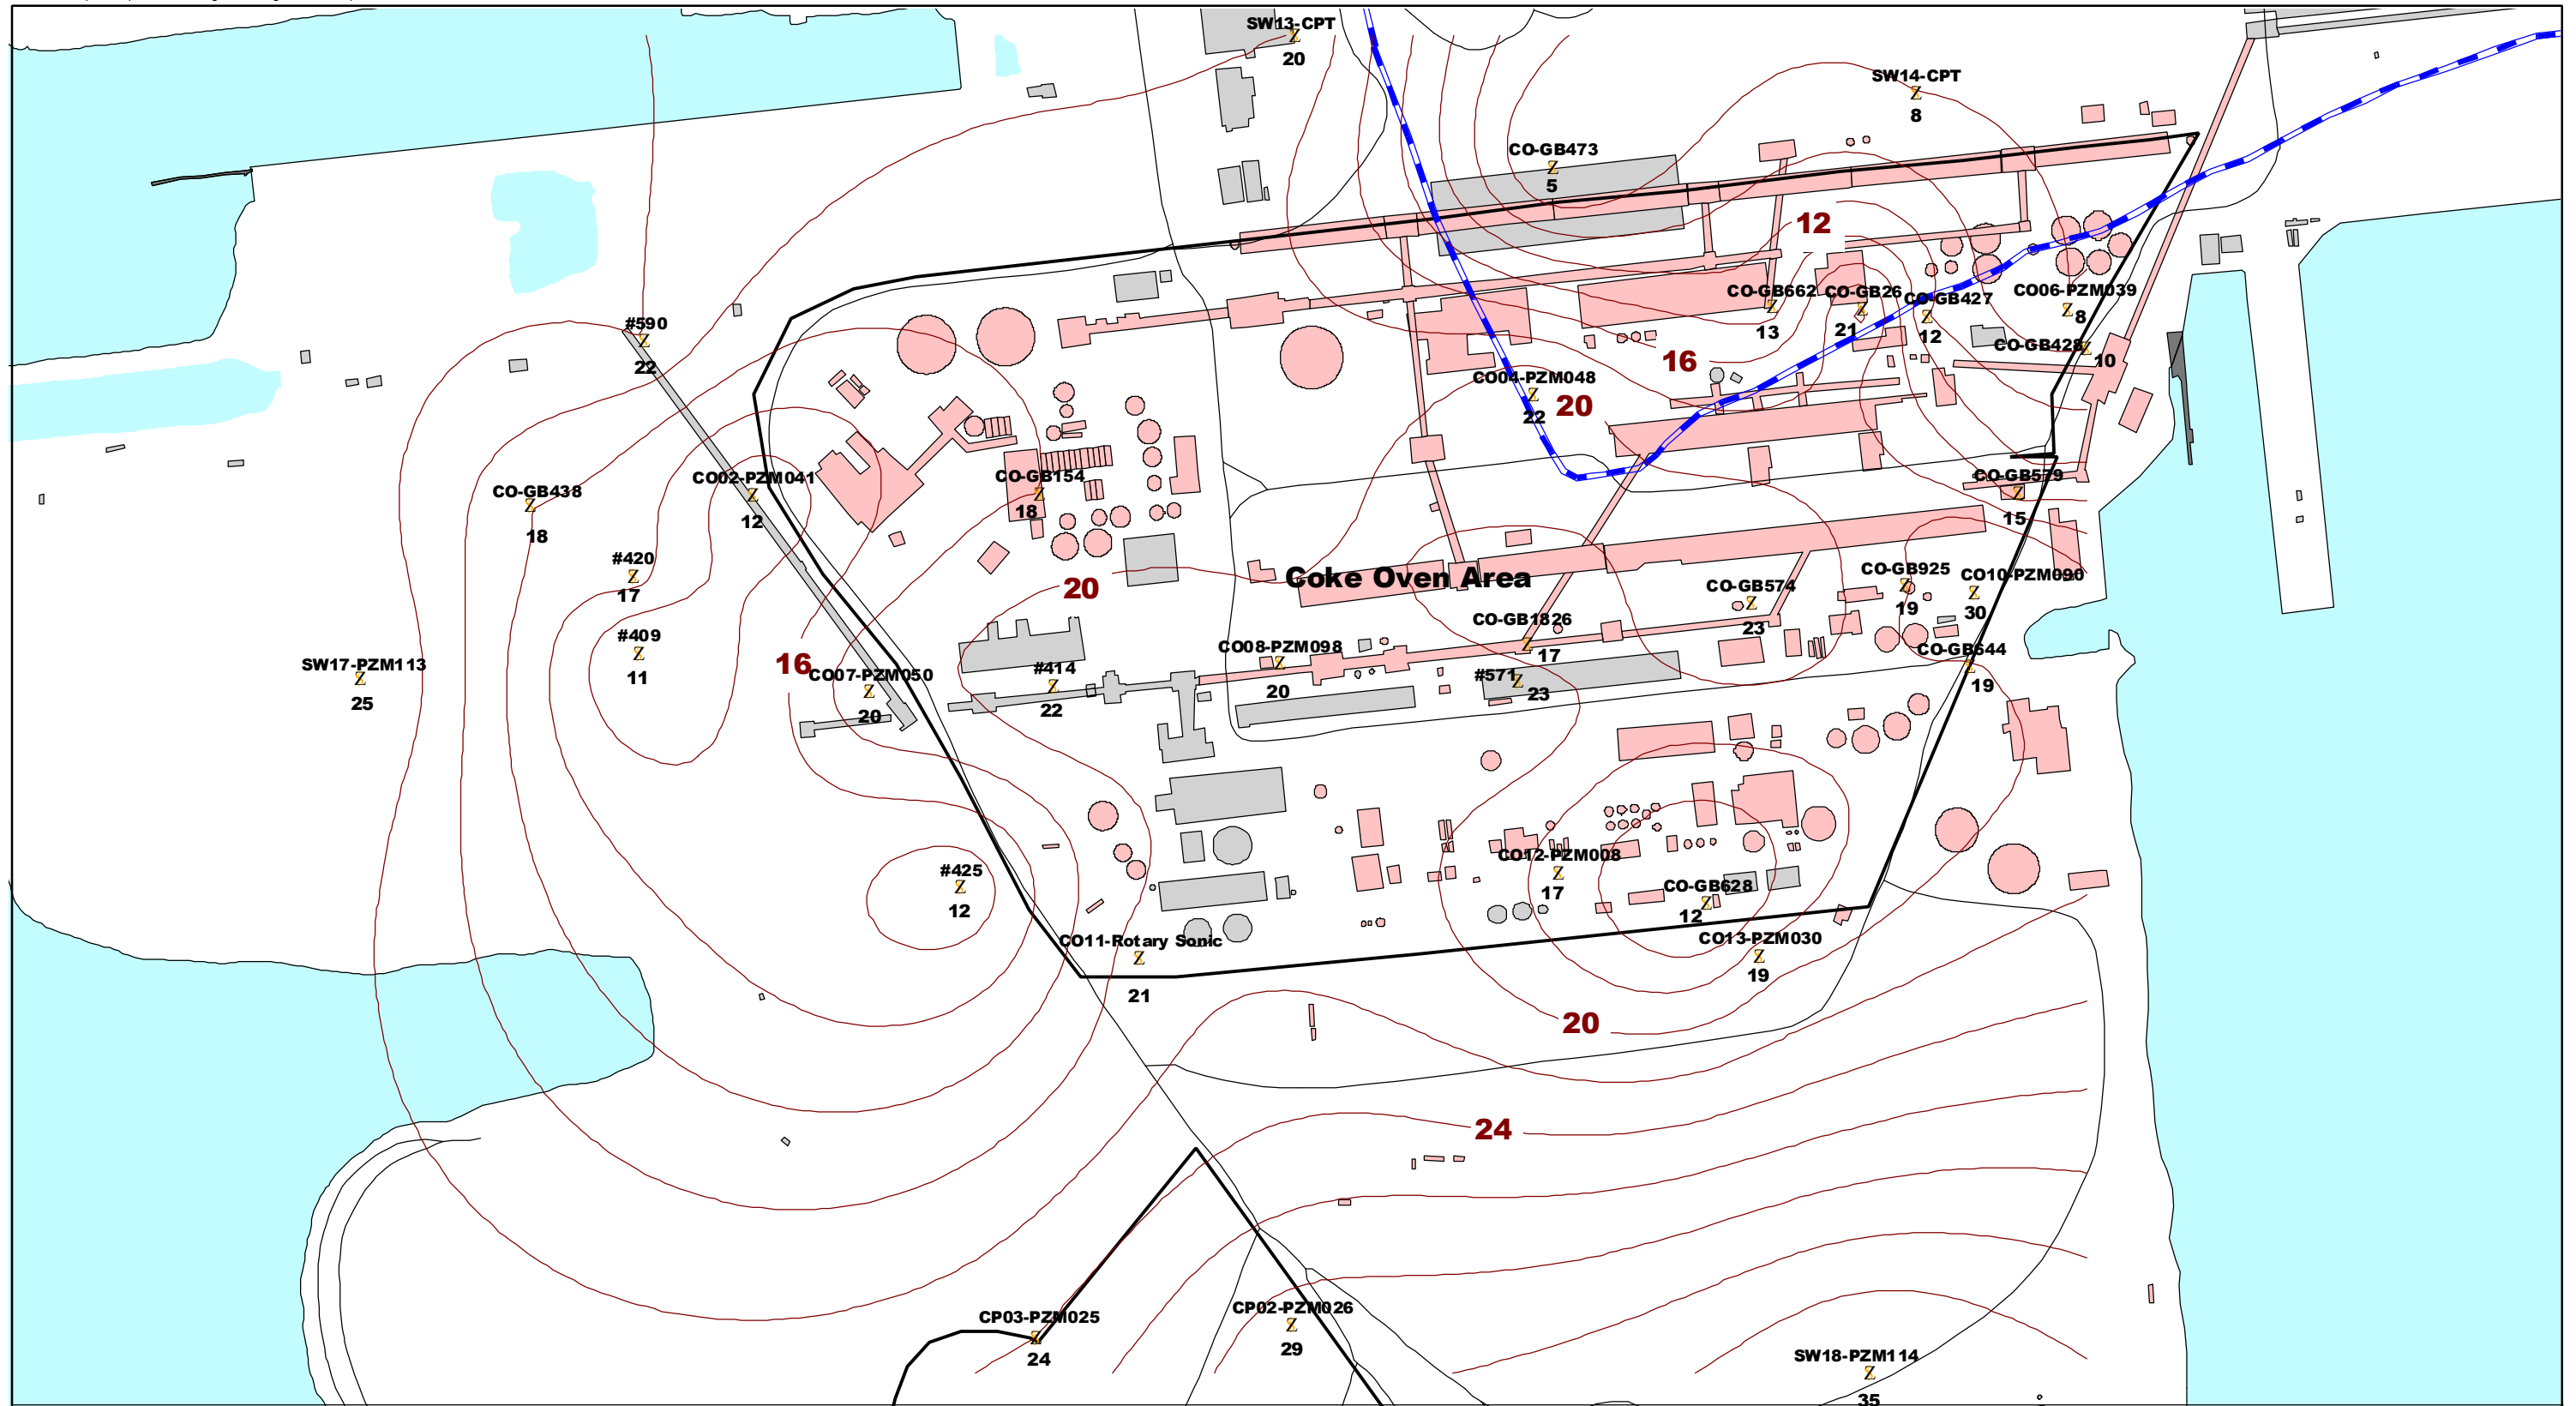 SW13-CPT
20
SW14-CPT
8
CO-GB473
5
12
CO-GB662
13
CO-GB26
21
CO-GB427
12
CO06-PZM039
8
CO-GB428
10
#590
22
16
CO04-PZM048
22
20
CO-GB438
18
CO02-PZM041
12
CO-GB154
18
CO-GB579
15
#420
17
20
Coke Oven Area
CO-GB574
23
CO-GB925
19
CO10-PZM090
30
#409
11
SW17-PZM113
25
16
CO07-PZM050
20
#414
22
CO08-PZM098
20
CO-GB1826
17
#571
23
CO-GB644
19
#425
12
CO12-PZM008
17
CO-GB628
12
CO11-Rotary Sonic
21
CO13-PZM030
19
20
24
CP03-PZM025
24
CP02-PZM026
29
SW18-PZM114
35